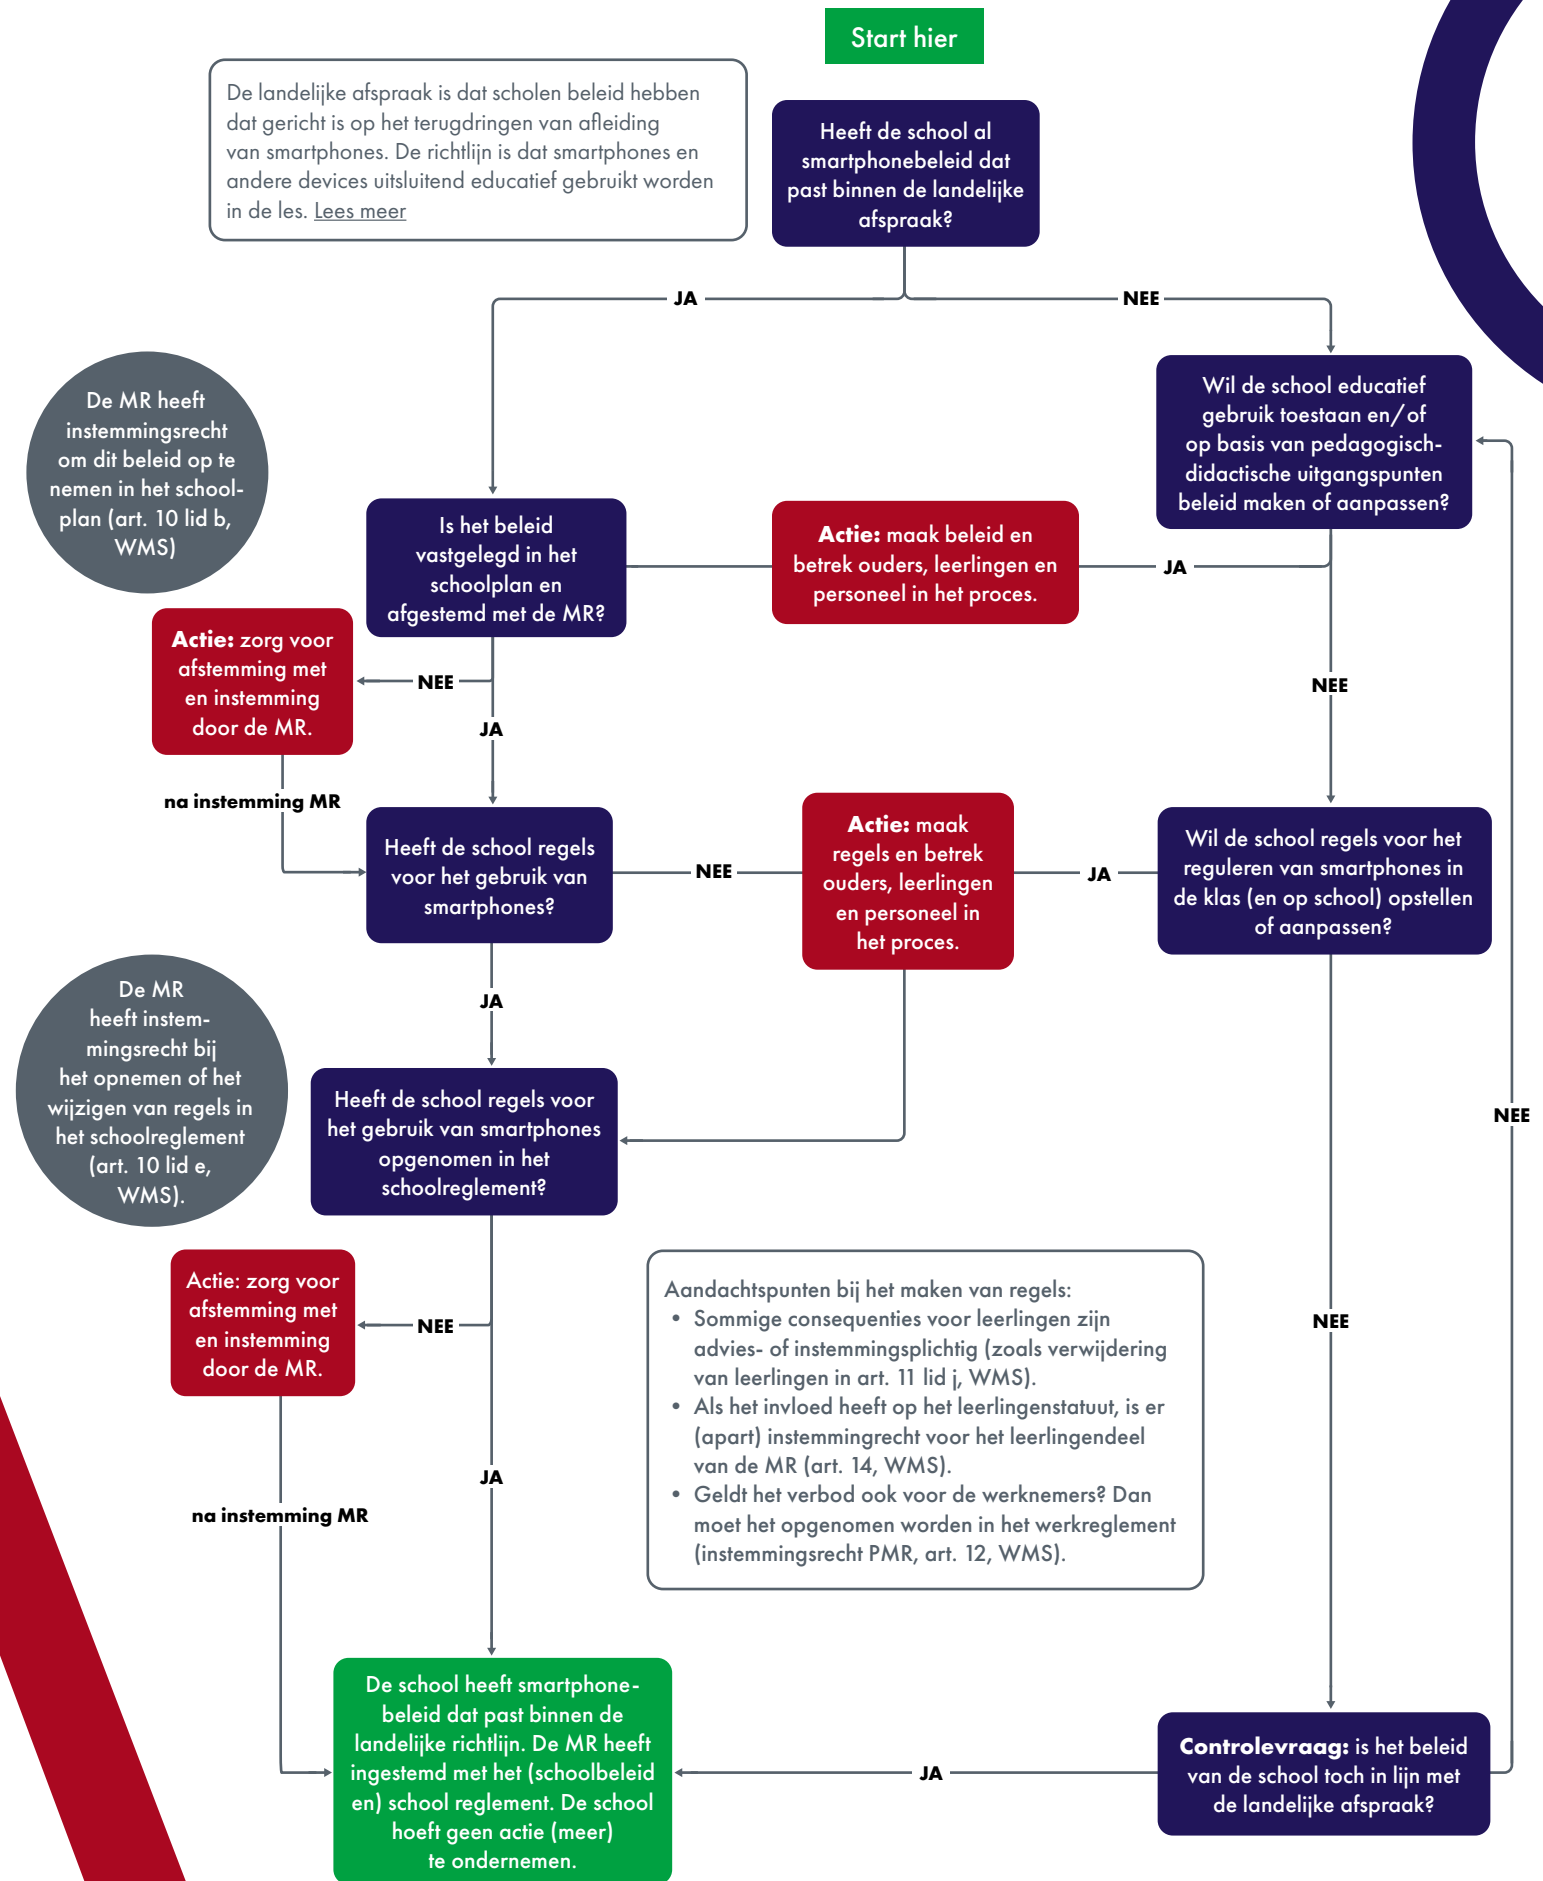 Start hier
De landelijke afspraak is dat scholen beleid hebben
dat gericht is op het terugdringen van afleiding
van smartphones. De richtlijn is dat smartphones en
andere devices uitsluitend educatief gebruikt worden
in de les. Lees meer
Heeft de school al
smartphonebeleid dat
past binnen de landelijke
afspraak?
JA
NEE
De MR heeft
instemmingsrecht
om dit beleid op te
nemen in het school-
plan (art. 10 lid b,
WMS)
Wil de school educatief
gebruik toestaan en/of
op basis van pedagogisch-
didactische uitgangspunten
beleid maken of aanpassen?
Is het beleid
vastgelegd in het
schoolplan en
afgestemd met de MR?
Actie: maak beleid en
betrek ouders, leerlingen en
personeel in het proces.
JA
Actie: zorg voor
afstemming met
en instemming
door de MR.
NEE
JA
NEE
na instemming MR
Heeft de school regels
voor het gebruik van
smartphones?
NEE
Actie: maak
regels en betrek
ouders, leerlingen
en personeel in
het proces.
JA
Wil de school regels voor het
reguleren van smartphones in
de klas (en op school) opstellen
of aanpassen?
JA
De MR
heeft instem-
mingsrecht bij
het opnemen of het
wijzigen van regels in
het schoolreglement
(art. 10 lid e,
WMS).
Heeft de school regels voor
het gebruik van smartphones
opgenomen in het
schoolreglement?
NEE
Actie: zorg voor
afstemming met
en instemming
door de MR.
NEE
Aandachtspunten bij het maken van regels:
• Sommige consequenties voor leerlingen zijn
advies- of instemmingsplichtig (zoals verwijdering
van leerlingen in art. 11 lid j, WMS).
• Als het invloed heeft op het leerlingenstatuut, is er
(apart) instemmingrecht voor het leerlingendeel
van de MR (art. 14, WMS).
• Geldt het verbod ook voor de werknemers? Dan
moet het opgenomen worden in het werkreglement
(instemmingsrecht PMR, art. 12, WMS).
NEE
JA
na instemming MR
De school heeft smartphone-
beleid dat past binnen de
landelijke richtlijn. De MR heeft
ingestemd met het (schoolbeleid
en) school reglement. De school
hoeft geen actie (meer)
te ondernemen.
JA
Controlevraag: is het beleid
van de school toch in lijn met
de landelijke afspraak?